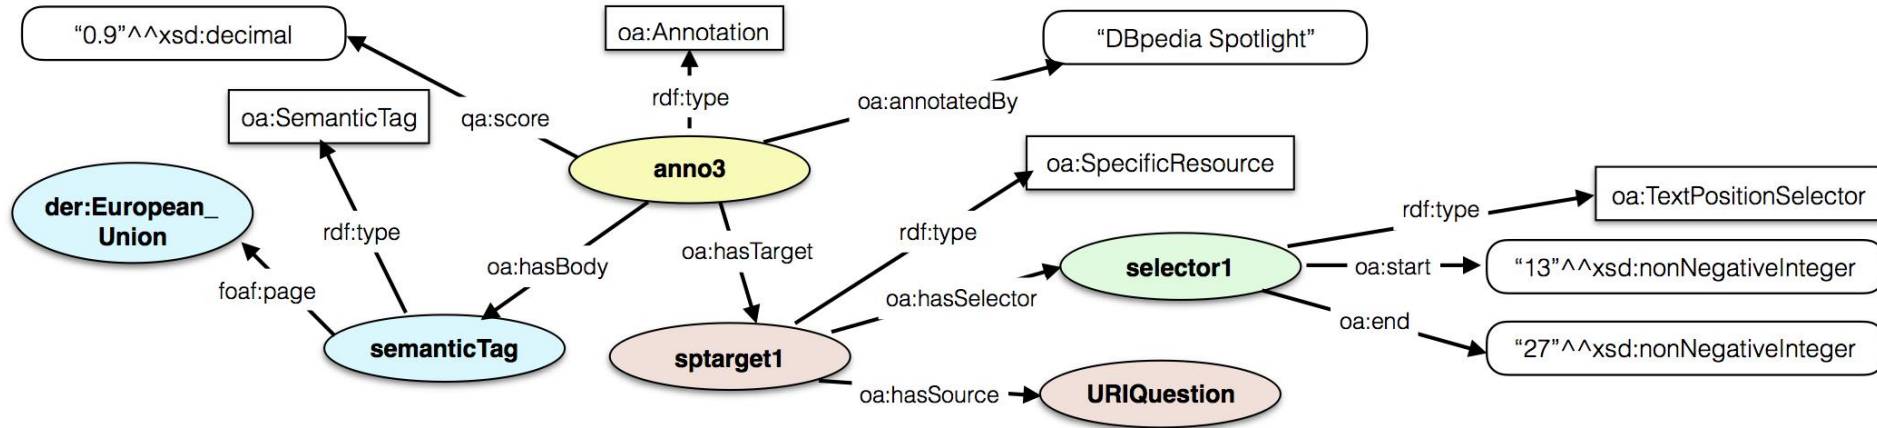 “0.9”^^xsd:decimal
oa:Annotation
“DBpedia Spotlight”
rdf:type
oa:annotatedBy
qa:score
oa:SemanticTag
anno3
oa:SpecificResource
oa:TextPositionSelector
rdf:type
der:European_
Union
rdf:type
rdf:type
oa:hasTarget
oa:hasBody
selector1
oa:start
“13”^^xsd:nonNegativeInteger
foaf:page
oa:hasSelector
oa:end
semanticTag
sptarget1
“27”^^xsd:nonNegativeInteger
oa:hasSource
URIQuestion